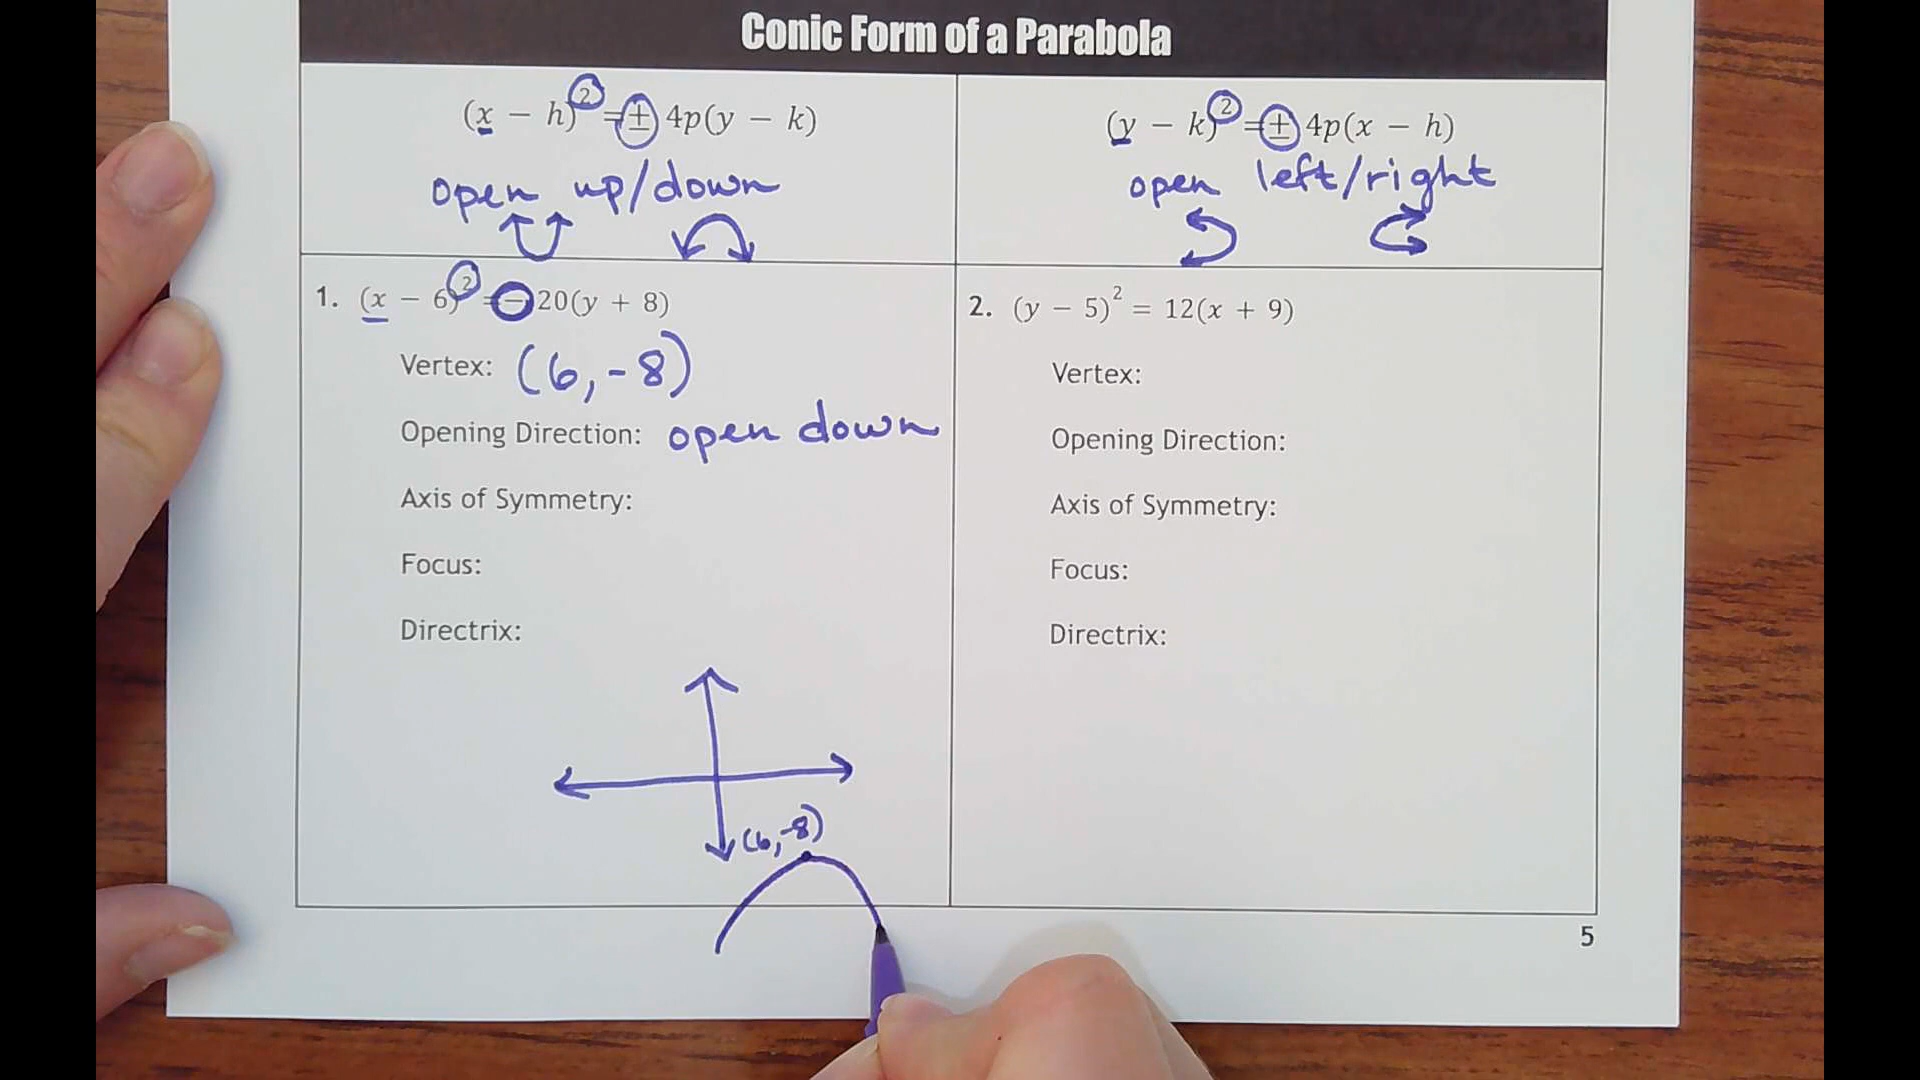 Conic Form of a Parabola
(x − h)² = ± 4p(y − k)
open up/down
(y − k)² = ± 4p(x − h)
open left/right
1. (x − 6)² = − 20(y + 8)
Vertex: (6, -8)
Opening Direction: open down
Axis of Symmetry:
Focus:
Directrix:
(6, -8)
2. (y − 5)² = 12(x + 9)
Vertex:
Opening Direction:
Axis of Symmetry:
Focus:
Directrix:
5